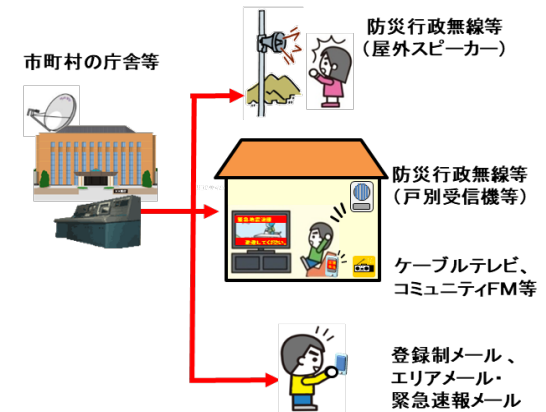 市町村の庁舎等
防災行政無線等
（屋外スピーカー）
防災行政無線等
（戸別受信機等）
ケーブルテレビ、
コミュニティFM等
登録制メール 、
エリアメール・
緊急速報メール